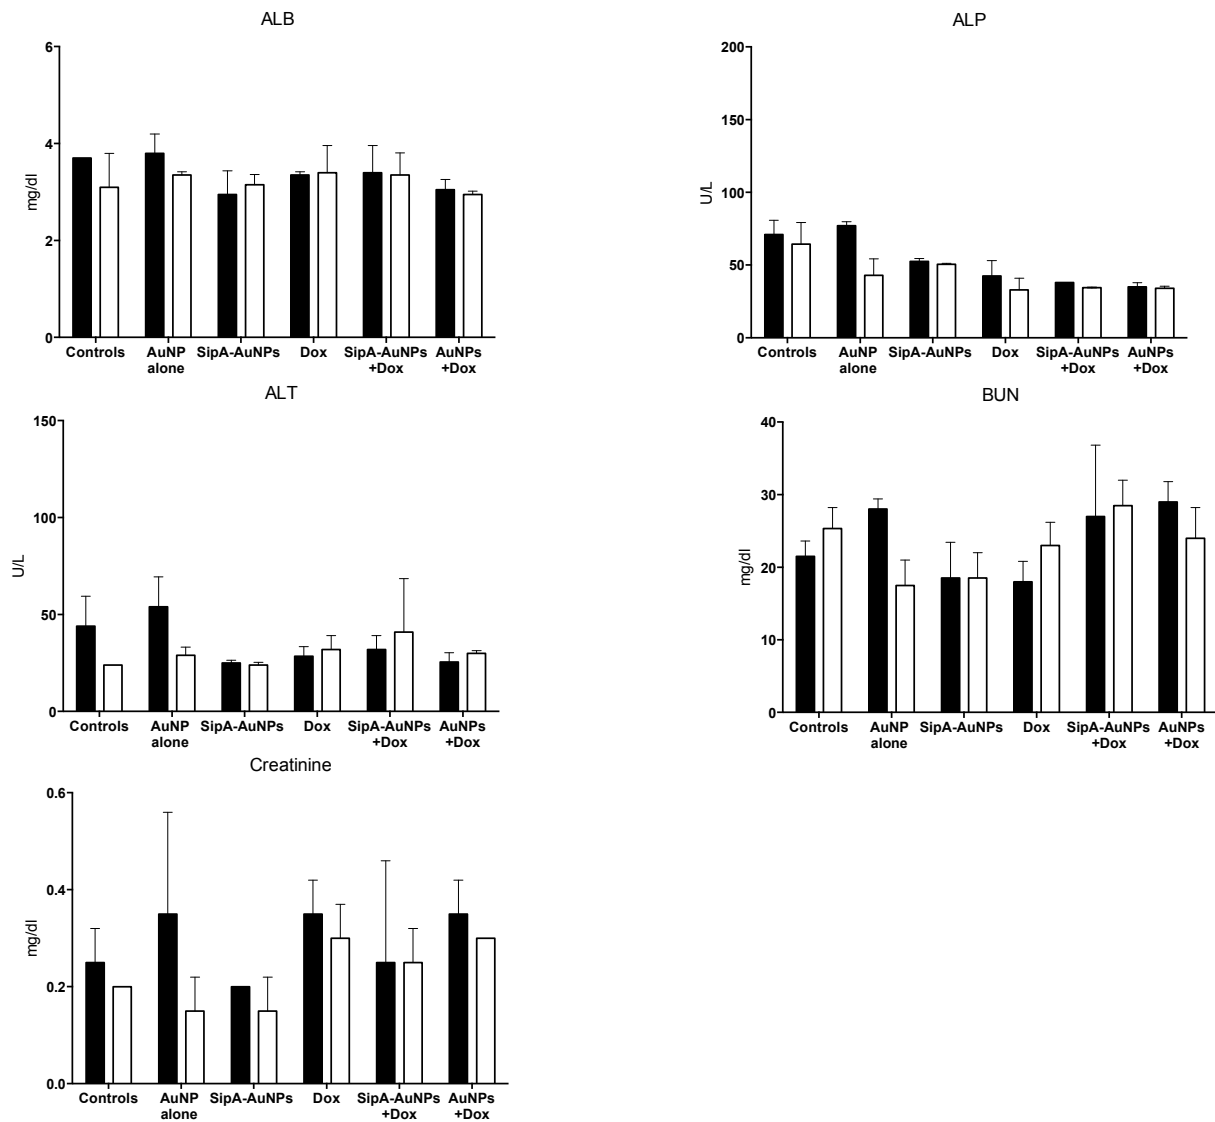 ALB
6
4
2
0
mg/dl
Controls AuNP SipA-AuNPs Dox SipA-AuNPs AuNPs
alone +Dox +Dox
ALP
200
150
100
50
0
U/L
Controls AuNP SipA-AuNPs Dox SipA-AuNPs AuNPs
alone +Dox +Dox
ALT
150
100
50
0
U/L
Controls AuNP SipA-AuNPs Dox SipA-AuNPs AuNPs
alone +Dox +Dox
BUN
40
30
20
10
0
mg/dl
Controls AuNP SipA-AuNPs Dox SipA-AuNPs AuNPs
alone +Dox +Dox
Creatinine
0.6
0.4
0.2
0.0
mg/dl
Controls AuNP SipA-AuNPs Dox SipA-AuNPs AuNPs
alone +Dox +Dox